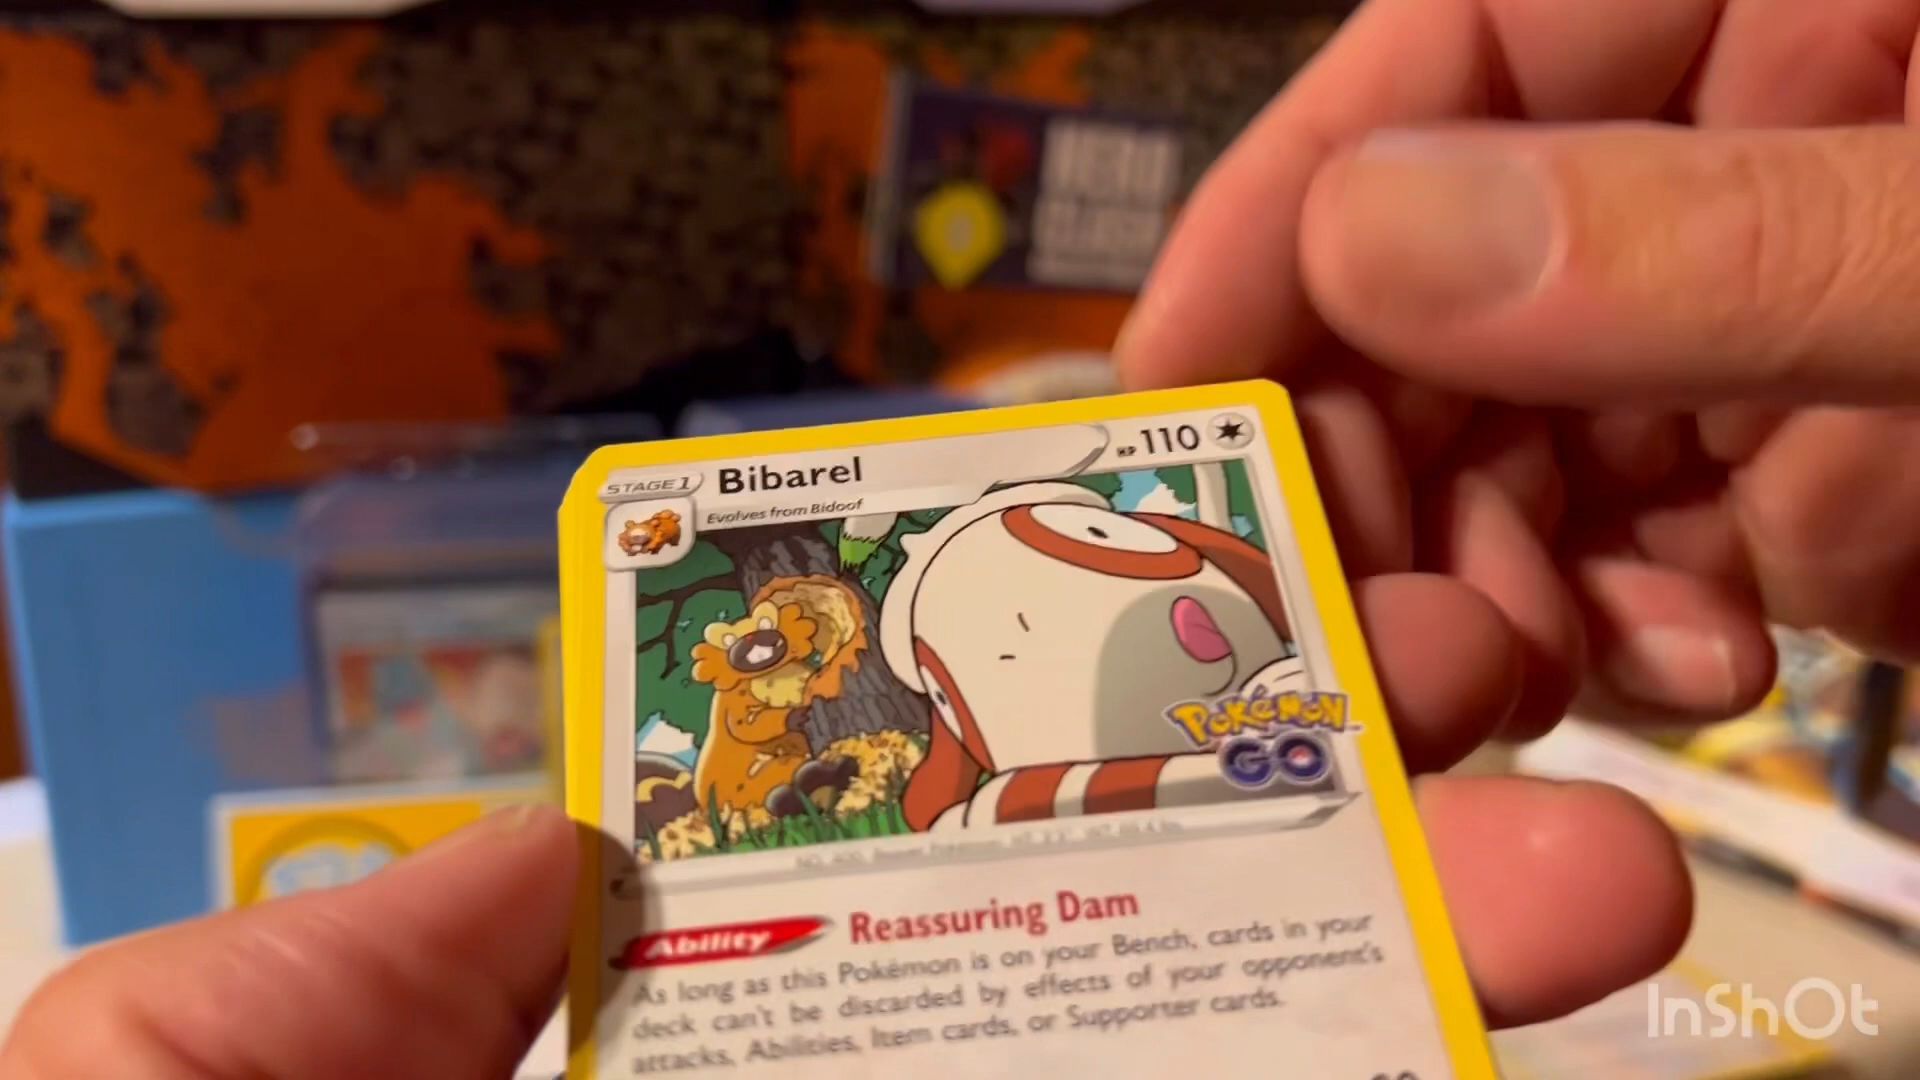 STAGE 1 Bibarel HP 110
Evolves from Bidoof
POKÉMON
GO
Ability Reassuring Dam
As long as this Pokémon is on your Bench, cards in your
deck can't be discarded by effects of your opponent's
attacks, Abilities, Item cards, or Supporter cards.
InShOt